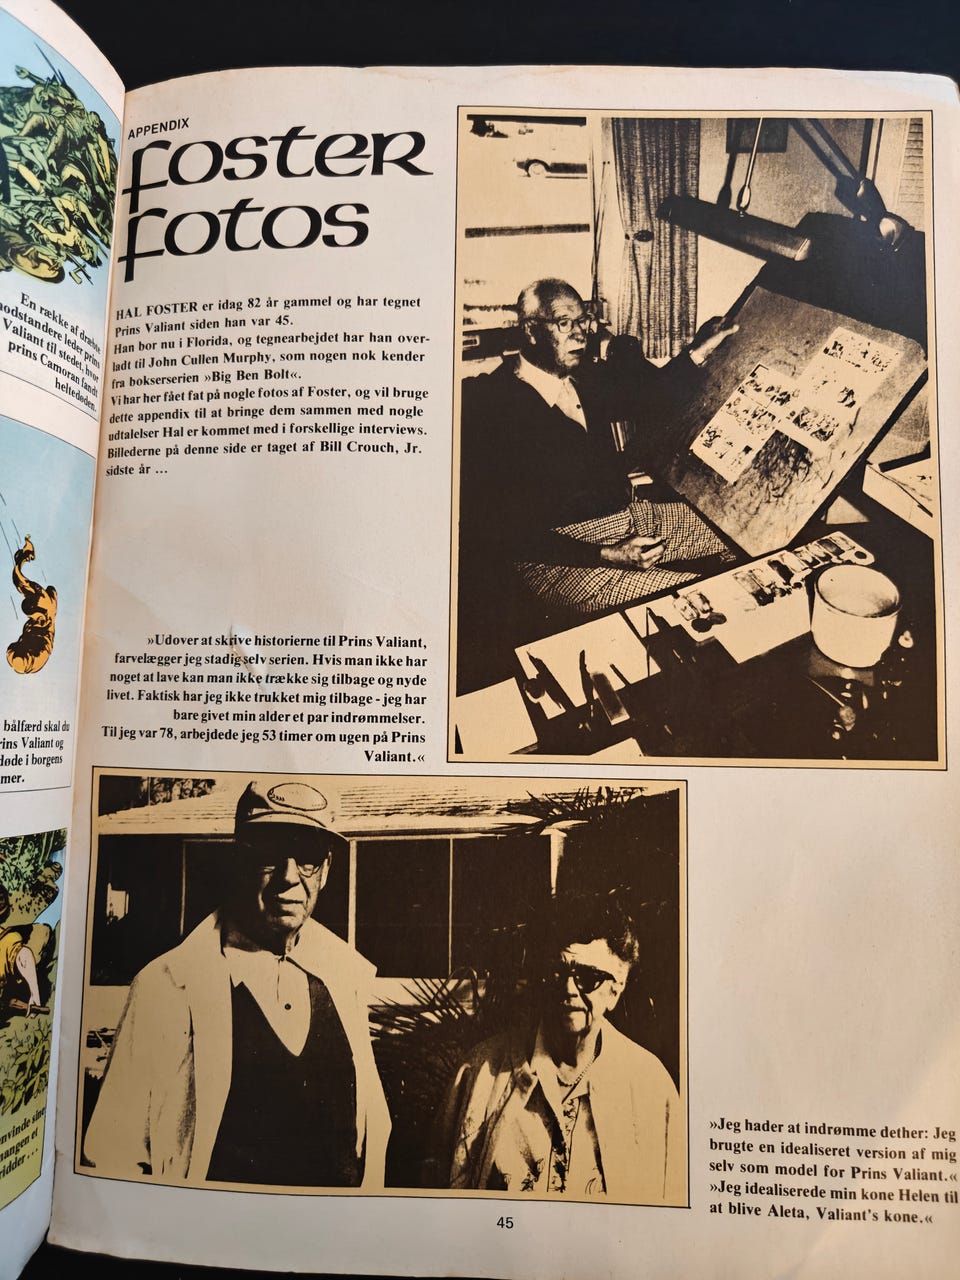 En række af dræbte
modstandere leder prins
Valiant til stedet, hvor
prins Camoran fandt
heltedøden.
bålfærd skal du
Prins Valiant og
døde i borgens
mer.
mangen et
ridder ...
APPENDIX
foster
fotos
HAL FOSTER er idag 82 år gammel og har tegnet
Prins Valiant siden han var 45.
Han bor nu i Florida, og tegnearbejdet har han over-
ladt til John Cullen Murphy, som nogen nok kender
fra bokserserien »Big Ben Bolt«.
Vi har her fået fat på nogle fotos af Foster, og vil bruge
dette appendix til at bringe dem sammen med nogle
udtalelser Hal er kommet med i forskellige interviews.
Billederne på denne side er taget af Bill Crouch, Jr.
sidste år ...
»Udover at skrive historierne til Prins Valiant,
farvelægger jeg stadig selv serien. Hvis man ikke har
noget at lave kan man ikke trække sig tilbage og nyde
livet. Faktisk har jeg ikke trukket mig tilbage - jeg har
bare givet min alder et par indrømmelser.
Til jeg var 78, arbejdede jeg 53 timer om ugen på Prins
Valiant.«
»Jeg hader at indrømme dether: Jeg
brugte en idealiseret version af mig
selv som model for Prins Valiant.«
»Jeg idealiserede min kone Helen til
at blive Aleta, Valiant's kone.«
45